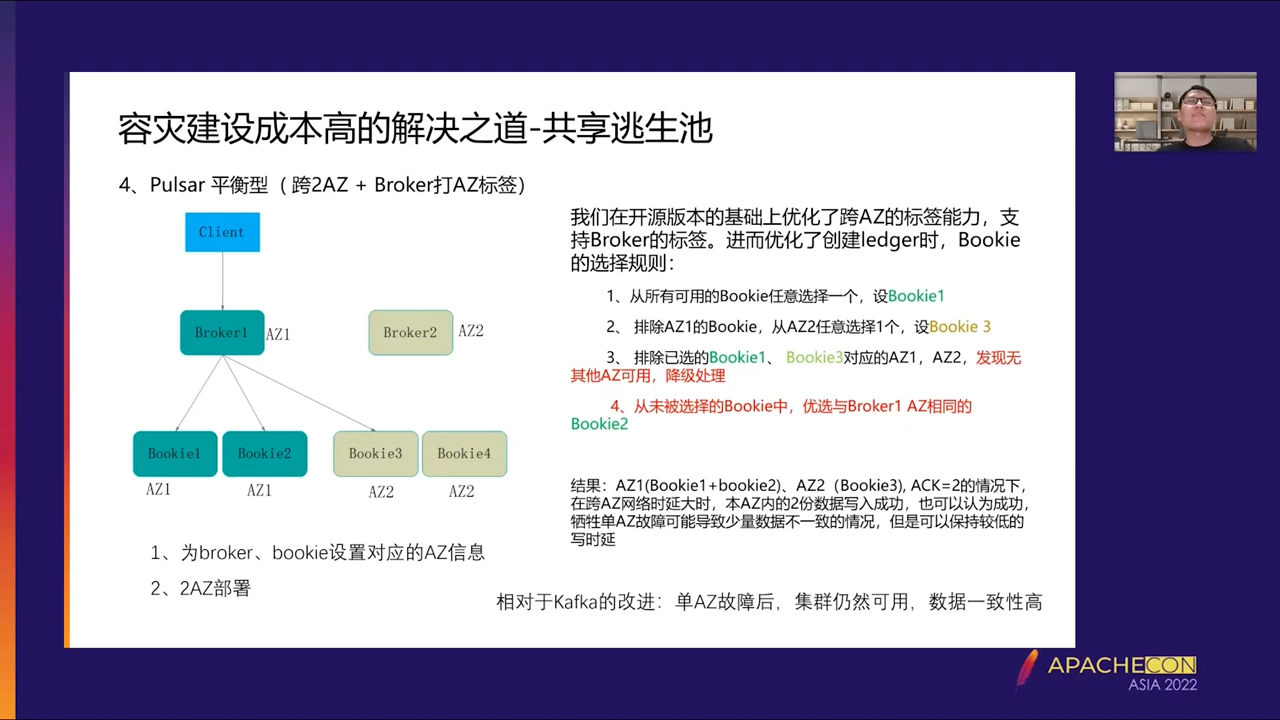 容灾建设成本高的解决之道-共享逃生池
4、Pulsar 平衡型（ 跨2AZ + Broker打AZ标签）
Client
Broker1
AZ1
Broker2
AZ2
Bookie1
Bookie2
Bookie3
Bookie4
AZ1
AZ1
AZ2
AZ2
1、为broker、bookie设置对应的AZ信息
2、2AZ部署
我们在开源版本的基础上优化了跨AZ的标签能力，支
持Broker的标签。进而优化了创建ledger时，Bookie
的选择规则：
1、从所有可用的Bookie任意选择一个，设Bookie1
2、 排除AZ1的Bookie，从AZ2任意选择1个，设Bookie 3
3、 排除已选的Bookie1、 Bookie3对应的AZ1，AZ2，发现无
其他AZ可用，降级处理
4、从未被选择的Bookie中，优选与Broker1 AZ相同的
Bookie2
结果：AZ1(Bookie1+bookie2)、AZ2（Bookie3), ACK=2的情况下，
在跨AZ网络时延大时，本AZ内的2份数据写入成功，也可以认为成功，
牺牲单AZ故障可能导致少量数据不一致的情况，但是可以保持较低的
写时延
相对于Kafka的改进：单AZ故障后，集群仍然可用，数据一致性高
APACHECON
ASIA 2022